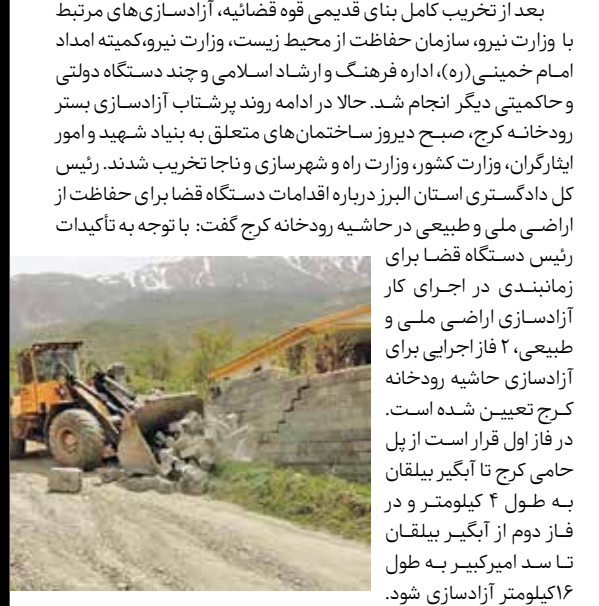 بعد از تخریب کامل بنای قدیمی قوه قضائیه، آزادسازی‌های مرتبط
با وزارت نیرو، سازمان حفاظت از محیط زیست، وزارت نیرو،کمیته امداد
امام خمینی(ره)، اداره فرهنگ و ارشاد اسلامی و چند دستگاه دولتی
و حاکمیتی دیگر انجام شد. حالا در ادامه روند پرشتاب آزادسازی بستر
رودخانه کرج، صبح دیروز ساختمان‌های متعلق به بنیاد شهید و امور
ایثارگران، وزارت کشور، وزارت راه و شهرسازی و ناجا تخریب شدند. رئیس
کل دادگستری استان البرز درباره اقدامات دستگاه قضا برای حفاظت از
اراضی ملی و طبیعی در حاشیه رودخانه کرج گفت: با توجه به تأکیدات
رئیس دستگاه قضا برای
زمانبندی در اجرای کار
آزادسازی اراضی ملی و
طبیعی، ۲ فاز اجرایی برای
آزادسازی حاشیه رودخانه
کرج تعیین شده است.
در فاز اول قرار است از پل
حامی کرج تا آبگیر بیلقان
به طول ۴ کیلومتر و در
فاز دوم از آبگیر بیلقان
تا سد امیرکبیر به طول
۱۶کیلومتر آزادسازی شود.